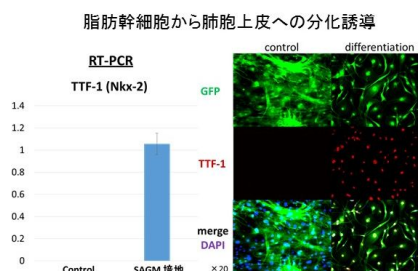 脂肪幹細胞から肺胞上皮への分化誘導
RT-PCR
TTF-1 (Nkx-2)
1.4
1.2
1
0.8
0.6
0.4
0.2
0
Control
SAGM 培地
control
differentiation
GFP
TTF-1
merge
DAPI
×20